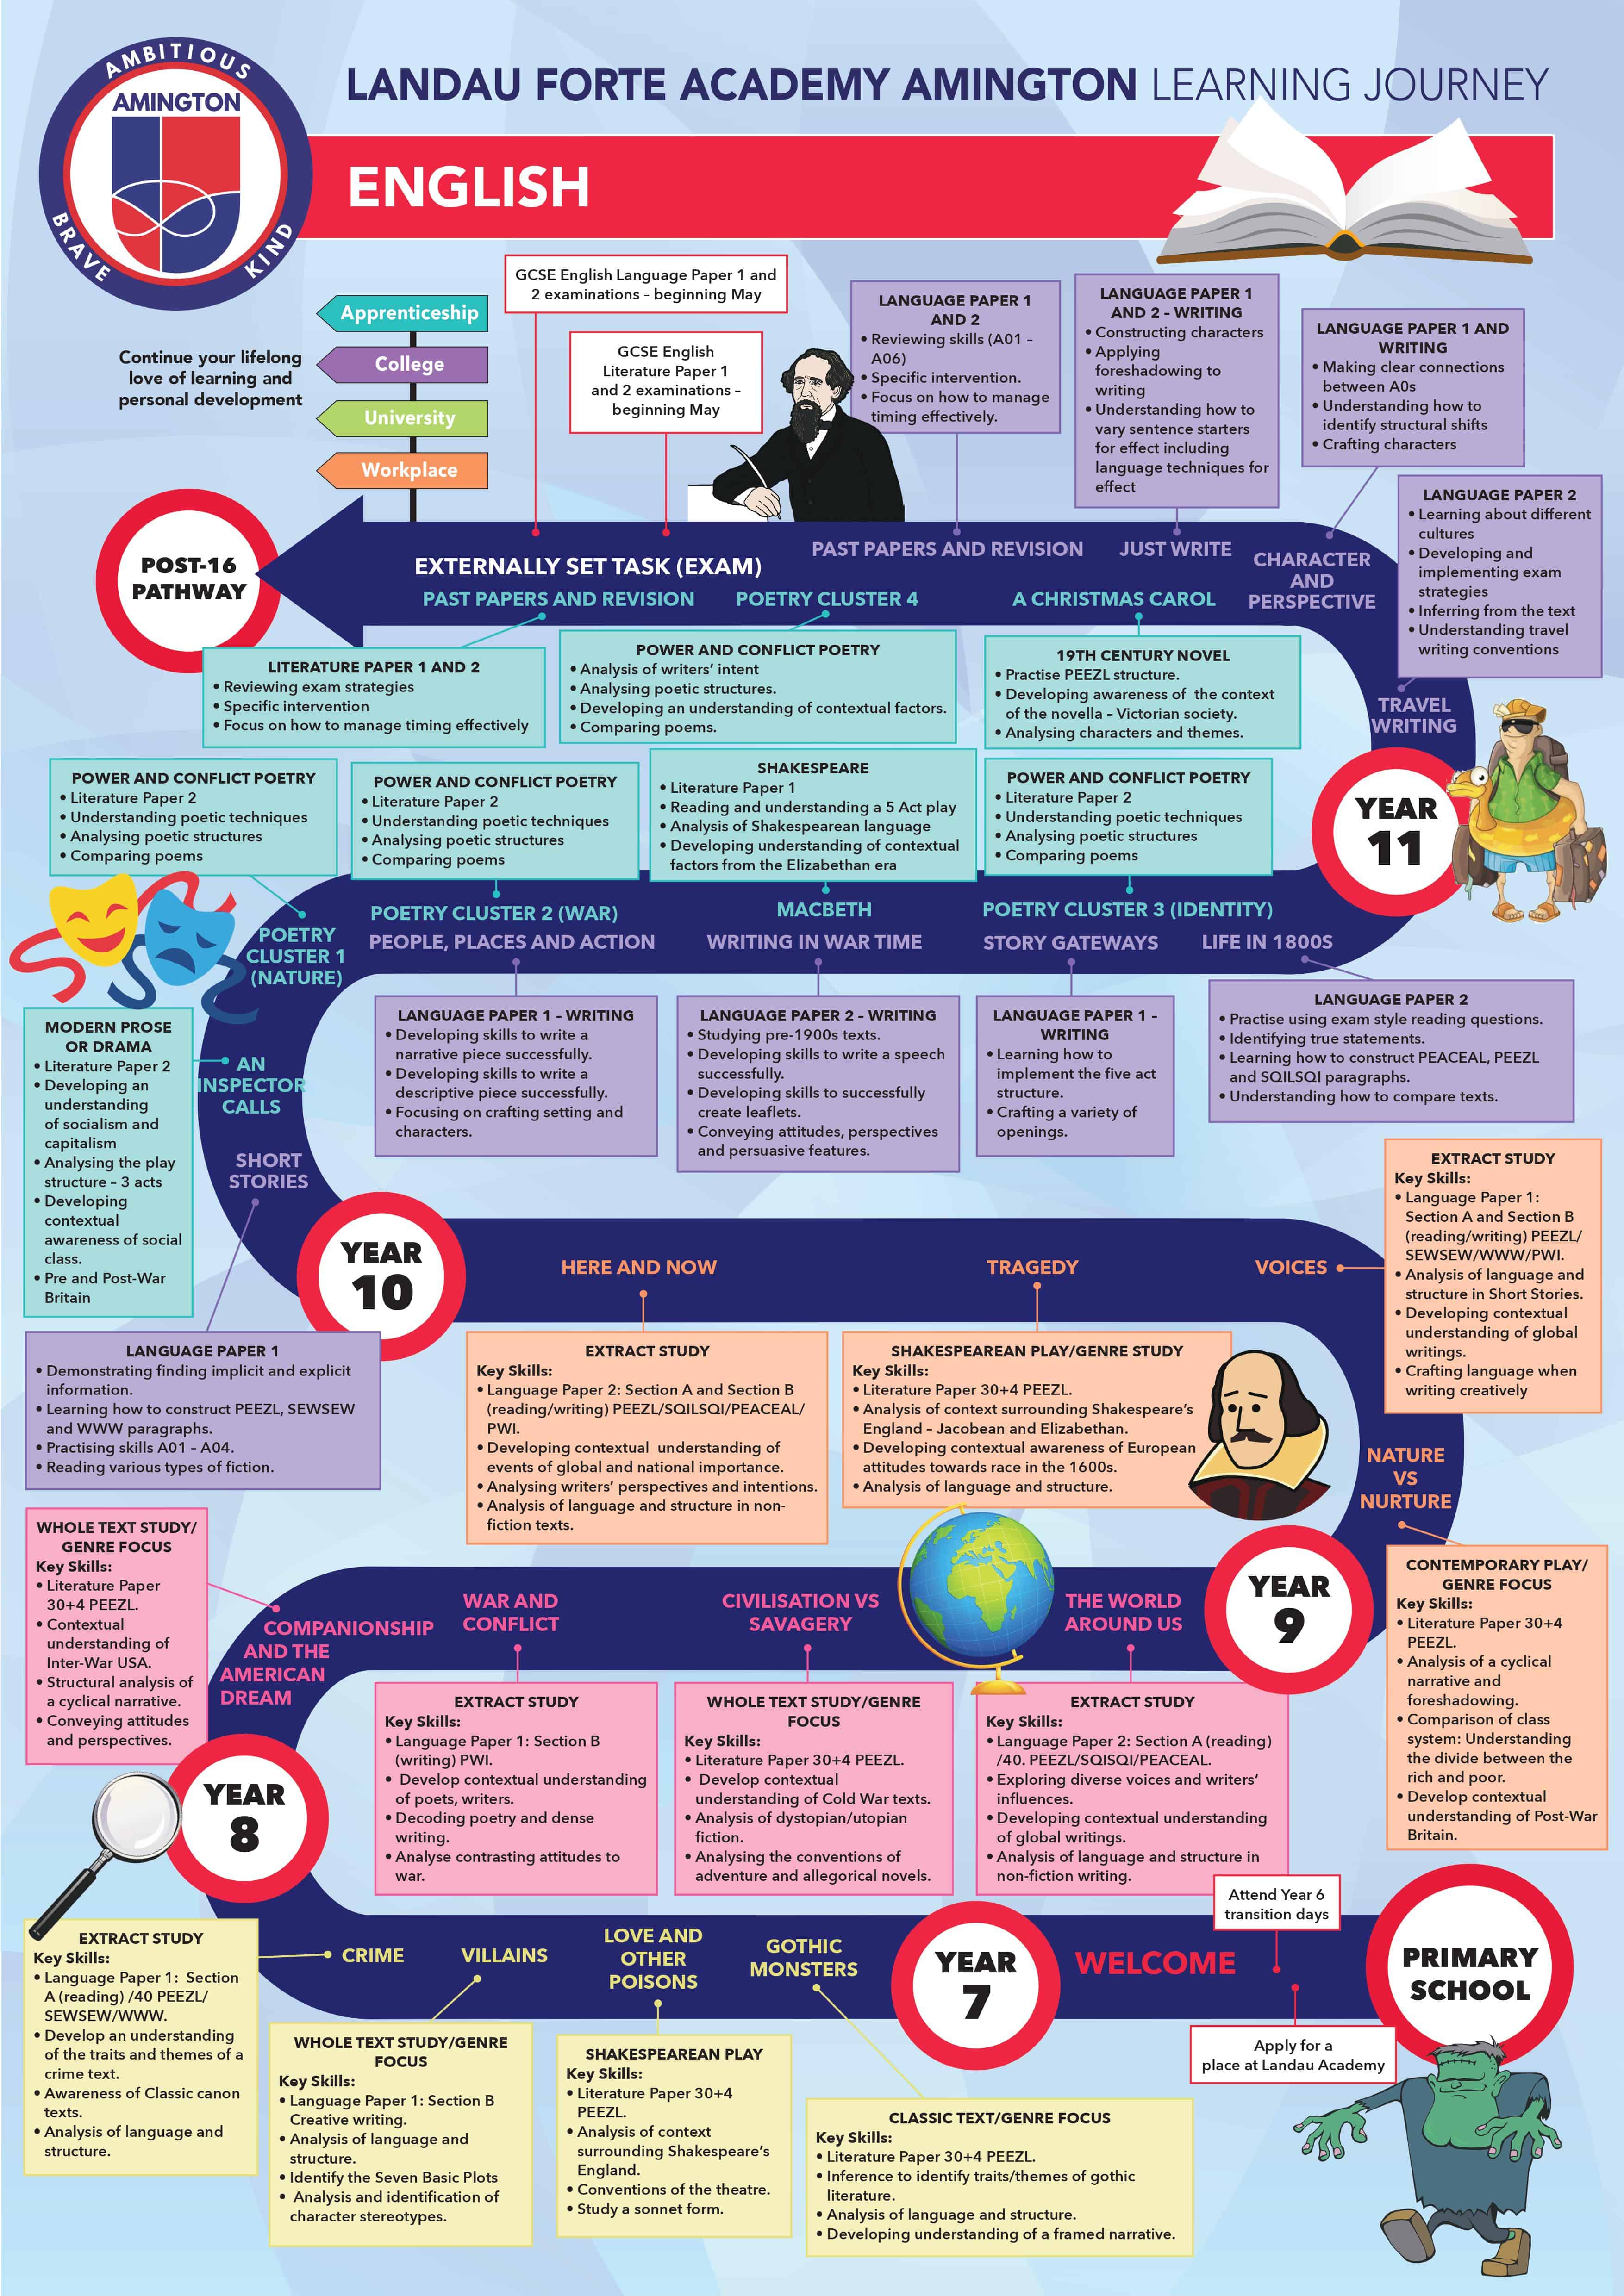 AMBITIOUS
AMINGTON
BRAVE
KIND
LANDAU FORTE ACADEMY AMINGTON LEARNING JOURNEY
ENGLISH
Continue your lifelong
love of learning and
personal development
Apprenticeship
College
University
Workplace
GCSE English Language Paper 1 and
2 examinations – beginning May
GCSE English
Literature Paper 1
and 2 examinations –
beginning May
LANGUAGE PAPER 1
AND 2
• Reviewing skills (A01 –
A06)
• Specific intervention.
• Focus on how to manage
timing effectively.
LANGUAGE PAPER 1
AND 2 – WRITING
• Constructing characters
• Applying
foreshadowing to
writing
• Understanding how to
vary sentence starters
for effect including
language techniques for
effect
LANGUAGE PAPER 1 AND
WRITING
• Making clear connections
between A0s
• Understanding how to
identify structural shifts
• Crafting characters
LANGUAGE PAPER 2
• Learning about different
cultures
• Developing and
implementing exam
strategies
• Inferring from the text
• Understanding travel
writing conventions
POST-16
PATHWAY
EXTERNALLY SET TASK (EXAM)
PAST PAPERS AND REVISION
JUST WRITE
CHARACTER
AND
PERSPECTIVE
PAST PAPERS AND REVISION
POETRY CLUSTER 4
A CHRISTMAS CAROL
TRAVEL
WRITING
LITERATURE PAPER 1 AND 2
• Reviewing exam strategies
• Specific intervention
• Focus on how to manage timing effectively
POWER AND CONFLICT POETRY
• Analysis of writers’ intent
• Analysing poetic structures.
• Developing an understanding of contextual factors.
• Comparing poems.
19TH CENTURY NOVEL
• Practise PEEZL structure.
• Developing awareness of the context
of the novella – Victorian society.
• Analysing characters and themes.
YEAR
11
POWER AND CONFLICT POETRY
• Literature Paper 2
• Understanding poetic techniques
• Analysing poetic structures
• Comparing poems
POWER AND CONFLICT POETRY
• Literature Paper 2
• Understanding poetic techniques
• Analysing poetic structures
• Comparing poems
SHAKESPEARE
• Literature Paper 1
• Reading and understanding a 5 Act play
• Analysis of Shakespearean language
• Developing understanding of contextual
factors from the Elizabethan era
POWER AND CONFLICT POETRY
• Literature Paper 2
• Understanding poetic techniques
• Analysing poetic structures
• Comparing poems
POETRY
CLUSTER 1
(NATURE)
POETRY CLUSTER 2 (WAR)
MACBETH
POETRY CLUSTER 3 (IDENTITY)
PEOPLE, PLACES AND ACTION
WRITING IN WAR TIME
STORY GATEWAYS
LIFE IN 1800S
MODERN PROSE
OR DRAMA
• Literature Paper 2
• Developing an
understanding
of socialism and
capitalism
• Analysing the play
structure – 3 acts
• Developing
contextual
awareness of social
class.
• Pre and Post-War
Britain
AN
INSPECTOR
CALLS
SHORT
STORIES
LANGUAGE PAPER 1 – WRITING
• Developing skills to write a
narrative piece successfully.
• Developing skills to write a
descriptive piece successfully.
• Focusing on crafting setting and
characters.
LANGUAGE PAPER 2 – WRITING
• Studying pre-1900s texts.
• Developing skills to write a speech
successfully.
• Developing skills to successfully
create leaflets.
• Conveying attitudes, perspectives
and persuasive features.
LANGUAGE PAPER 1 –
WRITING
• Learning how to
implement the five act
structure.
• Crafting a variety of
openings.
LANGUAGE PAPER 2
• Practise using exam style reading questions.
• Identifying true statements.
• Learning how to construct PEACEAL, PEEZL
and SQILSQI paragraphs.
• Understanding how to compare texts.
YEAR
10
HERE AND NOW
TRAGEDY
VOICES
EXTRACT STUDY
Key Skills:
• Language Paper 1:
Section A and Section B
(reading/writing) PEEZL/
SEWSEW/WWW/PWI.
• Analysis of language and
structure in Short Stories.
• Developing contextual
understanding of global
writings.
• Crafting language when
writing creatively
LANGUAGE PAPER 1
• Demonstrating finding implicit and explicit
information.
• Learning how to construct PEEZL, SEWSEW
and WWW paragraphs.
• Practising skills A01 – A04.
• Reading various types of fiction.
EXTRACT STUDY
Key Skills:
• Language Paper 2: Section A and Section B
(reading/writing) PEEZL/SQILSQI/PEACEAL/
PWI.
• Developing contextual understanding of
events of global and national importance.
• Analysing writers’ perspectives and intentions.
• Analysis of language and structure in non-
fiction texts.
SHAKESPEAREAN PLAY/GENRE STUDY
Key Skills:
• Literature Paper 30+4 PEEZL.
• Analysis of context surrounding Shakespeare’s
England – Jacobean and Elizabethan.
• Developing contextual awareness of European
attitudes towards race in the 1600s.
• Analysis of language and structure.
NATURE
VS
NURTURE
WHOLE TEXT STUDY/
GENRE FOCUS
Key Skills:
• Literature Paper
30+4 PEEZL.
• Contextual
understanding of
Inter-War USA.
• Structural analysis of
a cyclical narrative.
• Conveying attitudes
and perspectives.
COMPANIONSHIP
AND THE
AMERICAN
DREAM
WAR AND
CONFLICT
CIVILISATION VS
SAVAGERY
THE WORLD
AROUND US
YEAR
9
CONTEMPORARY PLAY/
GENRE FOCUS
Key Skills:
• Literature Paper 30+4
PEEZL.
• Analysis of a cyclical
narrative and
foreshadowing.
• Comparison of class
system: Understanding
the divide between the
rich and poor.
• Develop contextual
understanding of Post-War
Britain.
YEAR
8
EXTRACT STUDY
Key Skills:
• Language Paper 1: Section B
(writing) PWI.
• Develop contextual understanding
of poets, writers.
• Decoding poetry and dense
writing.
• Analyse contrasting attitudes to
war.
WHOLE TEXT STUDY/GENRE
FOCUS
Key Skills:
• Literature Paper 30+4 PEEZL.
• Develop contextual
understanding of Cold War texts.
• Analysis of dystopian/utopian
fiction.
• Analysing the conventions of
adventure and allegorical novels.
EXTRACT STUDY
Key Skills:
• Language Paper 2: Section A (reading)
/40. PEEZL/SQISQI/PEACEAL.
• Exploring diverse voices and writers’
influences.
• Developing contextual understanding
of global writings.
• Analysis of language and structure in
non-fiction writing.
Attend Year 6
transition days
CRIME
VILLAINS
LOVE AND
OTHER
POISONS
GOTHIC
MONSTERS
YEAR
7
WELCOME
PRIMARY
SCHOOL
Apply for a
place at Landau Academy
EXTRACT STUDY
Key Skills:
• Language Paper 1: Section
A (reading) /40 PEEZL/
SEWSEW/WWW.
• Develop an understanding
of the traits and themes of a
crime text.
• Awareness of Classic canon
texts.
• Analysis of language and
structure.
WHOLE TEXT STUDY/GENRE
FOCUS
Key Skills:
• Language Paper 1: Section B
Creative writing.
• Analysis of language and
structure.
• Identify the Seven Basic Plots
• Analysis and identification of
character stereotypes.
SHAKESPEAREAN PLAY
Key Skills:
• Literature Paper 30+4
PEEZL.
• Analysis of context
surrounding Shakespeare’s
England.
• Conventions of the theatre.
• Study a sonnet form.
CLASSIC TEXT/GENRE FOCUS
Key Skills:
• Literature Paper 30+4 PEEZL.
• Inference to identify traits/themes of gothic
literature.
• Analysis of language and structure.
• Developing understanding of a framed narrative.